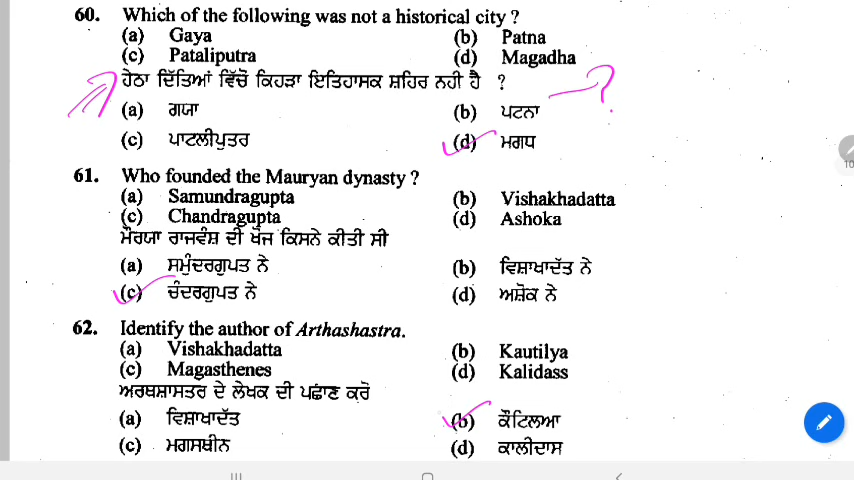 60. Which of the following was not a historical city ?
(a) Gaya (b) Patna
(c) Pataliputra (d) Magadha
ਹੇਠਾ ਦਿੱਤਿਆਂ ਵਿੱਚੋ ਕਿਹੜਾ ਇਤਿਹਾਸਕ ਸ਼ਹਿਰ ਨਹੀ ਹੈ ?
(a) ਗਯਾ (b) ਪਟਨਾ
(c) ਪਾਟਲੀਪੁਤਰ (d) ਮਗਧ
61. Who founded the Mauryan dynasty ?
(a) Samundragupta (b) Vishakhadatta
(c) Chandragupta (d) Ashoka
ਮੌਰਯਾ ਰਾਜਵੰਸ਼ ਦੀ ਖੋਜ ਕਿਸਨੇ ਕੀਤੀ ਸੀ
(a) ਸਮੁੰਦਰਗੁਪਤ ਨੇ (b) ਵਿਸ਼ਾਖਾਦੱਤ ਨੇ
(c) ਚੰਦਰਗੁਪਤ ਨੇ (d) ਅਸ਼ੋਕ ਨੇ
62. Identify the author of Arthashastra.
(a) Vishakhadatta (b) Kautilya
(c) Magasthenes (d) Kalidass
ਅਰਥਸ਼ਾਸਤਰ ਦੇ ਲੇਖਕ ਦੀ ਪਛਾਣ ਕਰੋ
(a) ਵਿਸ਼ਾਖਾਦੱਤ (b) ਕੌਟਿਲਆ
(c) ਮਗਸਥੀਨ (d) ਕਾਲੀਦਾਸ
?
10